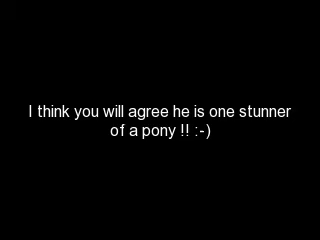 I think you will agree he is one stunner
of a pony !! :-)